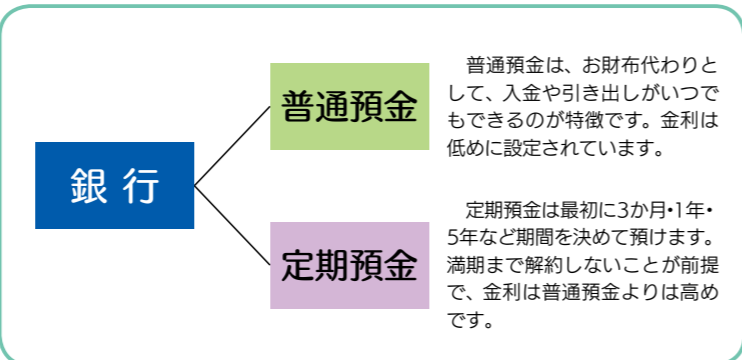 銀 行
普通預金
普通預金は、お財布代わりと
して、入金や引き出しがいつで
もできるのが特徴です。金利は
低めに設定されています。
定期預金
定期預金は最初に3か月・1年・
5年など期間を決めて預けます。
満期まで解約しないことが前提
で、金利は普通預金よりは高め
です。